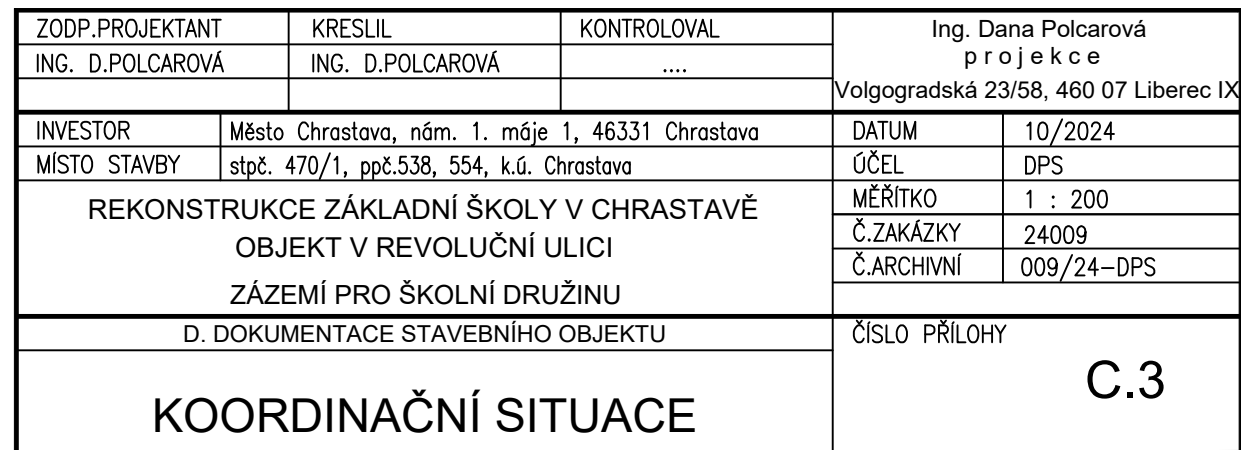 ZODP.PROJEKTANT KRESLIL KONTROLOVAL
ING. D.POLCAROVÁ ING. D.POLCAROVÁ ....
Ing. Dana Polcarová
projekce
Volgogradská 23/58, 460 07 Liberec IX
INVESTOR Město Chrastava, nám. 1. máje 1, 46331 Chrastava
MÍSTO STAVBY stpč. 470/1, ppč.538, 554, k.ú. Chrastava
DATUM 10/2024
ÚČEL DPS
MĚŘÍTKO 1 : 200
Č.ZAKÁZKY 24009
Č.ARCHIVNÍ 009/24-DPS
REKONSTRUKCE ZÁKLADNÍ ŠKOLY V CHRASTAVĚ
OBJEKT V REVOLUČNÍ ULICI
ZÁZEMÍ PRO ŠKOLNÍ DRUŽINU
D. DOKUMENTACE STAVEBNÍHO OBJEKTU
KOORDINAČNÍ SITUACE
ČÍSLO PŘÍLOHY
C.3